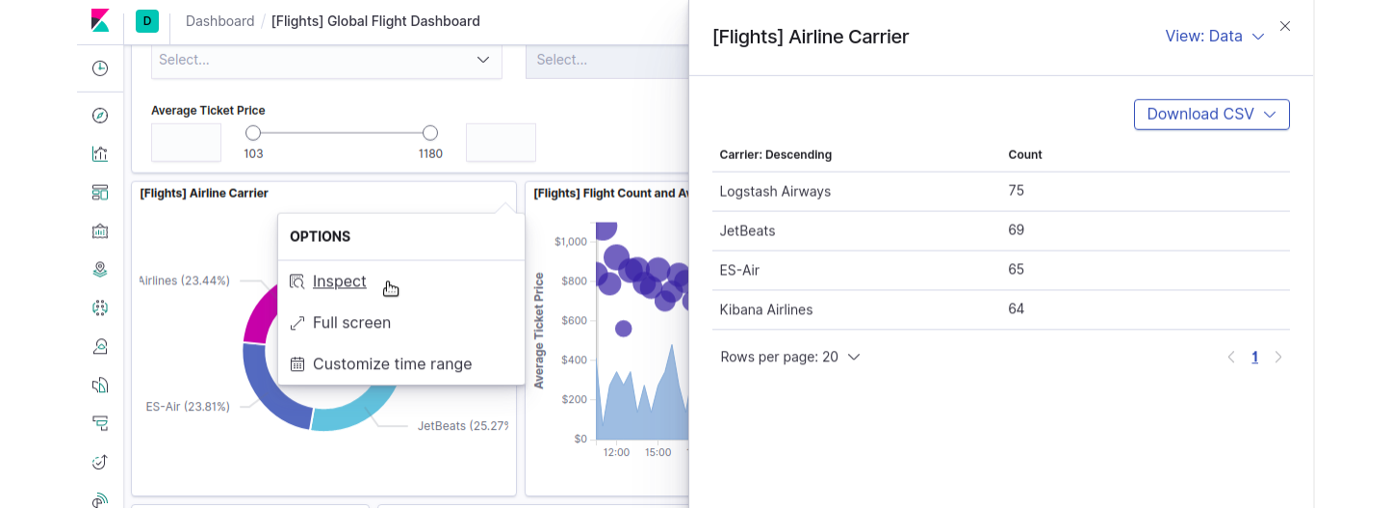 D Dashboard / [Flights] Global Flight Dashboard
Select...
Select...
Average Ticket Price
103
1180
[Flights] Airline Carrier
OPTIONS
Inspect
Full screen
Customize time range
Airlines (23.44%)
ES-Air (23.81%)
JetBeats (25.27%
[Flights] Flight Count and Av
Average Ticket Price
$1,000
$800
$600
$400
$200
$0
12:00
15:00
[Flights] Airline Carrier
View: Data
Download CSV
Carrier: Descending Count
Logstash Airways 75
JetBeats 69
ES-Air 65
Kibana Airlines 64
Rows per page: 20
1